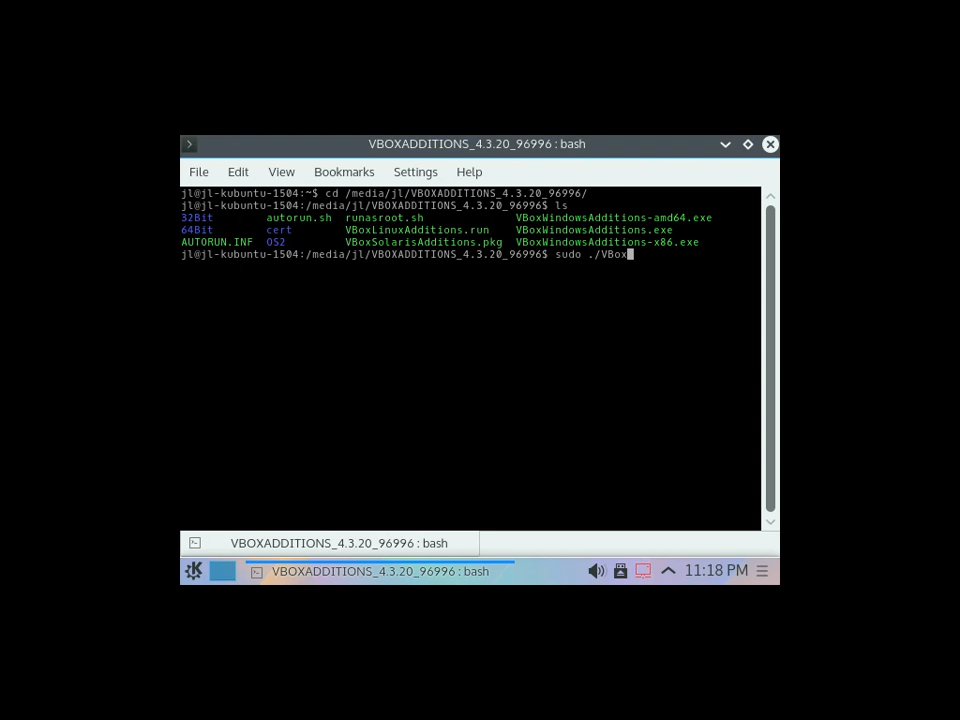 VBOXADDITIONS_4.3.20_96996 : bash
File Edit View Bookmarks Settings Help
jl@jl-kubuntu-1504:~$ cd /media/jl/VBOXADDITIONS_4.3.20_96996/
jl@jl-kubuntu-1504:/media/jl/VBOXADDITIONS_4.3.20_96996$ ls
32Bit autorun.sh runasroot.sh VBoxWindowsAdditions-amd64.exe
64Bit cert VBoxLinuxAdditions.run VBoxWindowsAdditions.exe
AUTORUN.INF OS2 VBoxSolarisAdditions.pkg VBoxWindowsAdditions-x86.exe
jl@jl-kubuntu-1504:/media/jl/VBOXADDITIONS_4.3.20_96996$ sudo ./VBox
VBOXADDITIONS_4.3.20_96996 : bash
VBOXADDITIONS_4.3.20_96996 : bash 11:18 PM